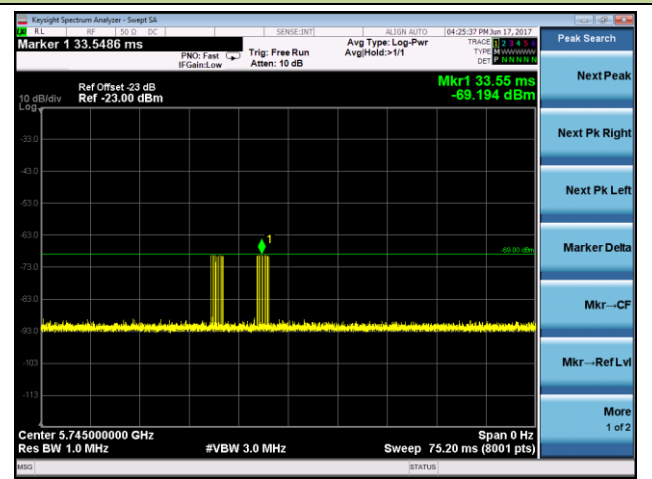 Keysight Spectrum Analyzer - Swept SA
RL RF 50 Ω DC SENSE:INT ALIGN AUTO 04:25:37 PM Jun 17, 2017
Marker 1 33.5486 ms
PNO: Fast
IFGain:Low
Trig: Free Run
Atten: 10 dB
Avg Type: Log-Pwr
Avg|Hold:>1/1
TRACE 1 2 3 4 5 6
TYPE M WWWWW
DET P N N N N N
Peak Search
Next Peak
Next Pk Right
Next Pk Left
Marker Delta
Mkr→CF
Mkr→Ref Lvl
More
1 of 2
Ref Offset -23 dB
10 dB/div Ref -23.00 dBm
Log
Mkr1 33.55 ms
-69.194 dBm
-33.0
-43.0
-53.0
-63.0
-73.0
-83.0
-93.0
-103
-113
1
-69.00 dBm
Center 5.745000000 GHz Span 0 Hz
Res BW 1.0 MHz #VBW 3.0 MHz Sweep 75.20 ms (8001 pts)
MSG STATUS